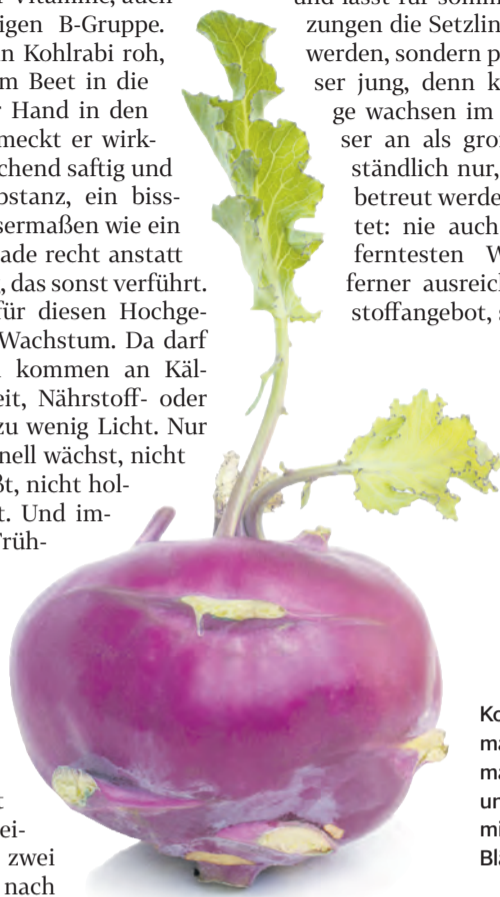 igen B-Gruppe.
n Kohlrabi roh,
m Beet in die
Hand in den
meckt er wirk-
chend saftig und
bstanz, ein biss-
sermaßen wie ein
ade recht anstatt
, das sonst verführt.
für diesen Hochge-
Wachstum. Da darf
kommen an Käl-
eit, Nährstoff- oder
zu wenig Licht. Nur
nell wächst, nicht
ßt, nicht hol-
t. Und im-
Früh-
t
ei-
zwei
nach
zungen die Setzlin
werden, sondern p
ser jung, denn k
ge wachsen im
ser an als gro
ständlich nur,
betreut werde
tet: nie auch
ferntesten W
ferner ausreic
stoffangebot, s
Ko
ma
ma
un
mi
Blä